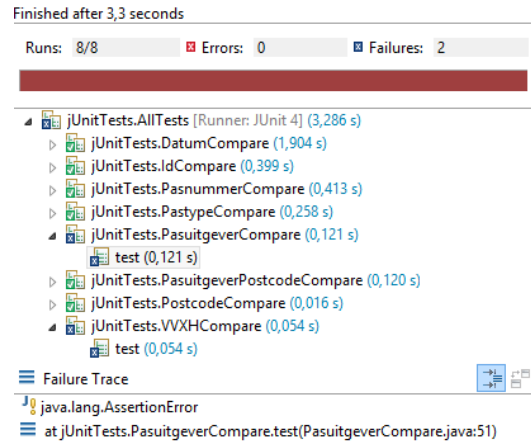 Finished after 3,3 seconds
Runs: 8/8 Errors: 0 Failures: 2
jUnitTests.AllTests [Runner: JUnit 4] (3,286 s)
jUnitTests.DatumCompare (1,904 s)
jUnitTests.IdCompare (0,399 s)
jUnitTests.PasnummerCompare (0,413 s)
jUnitTests.PastypeCompare (0,258 s)
jUnitTests.PasuitgeverCompare (0,121 s)
test (0,121 s)
jUnitTests.PasuitgeverPostcodeCompare (0,120 s)
jUnitTests.PostcodeCompare (0,016 s)
jUnitTests.VVXHCompare (0,054 s)
test (0,054 s)
Failure Trace
java.lang.AssertionError
at jUnitTests.PasuitgeverCompare.test(PasuitgeverCompare.java:51)